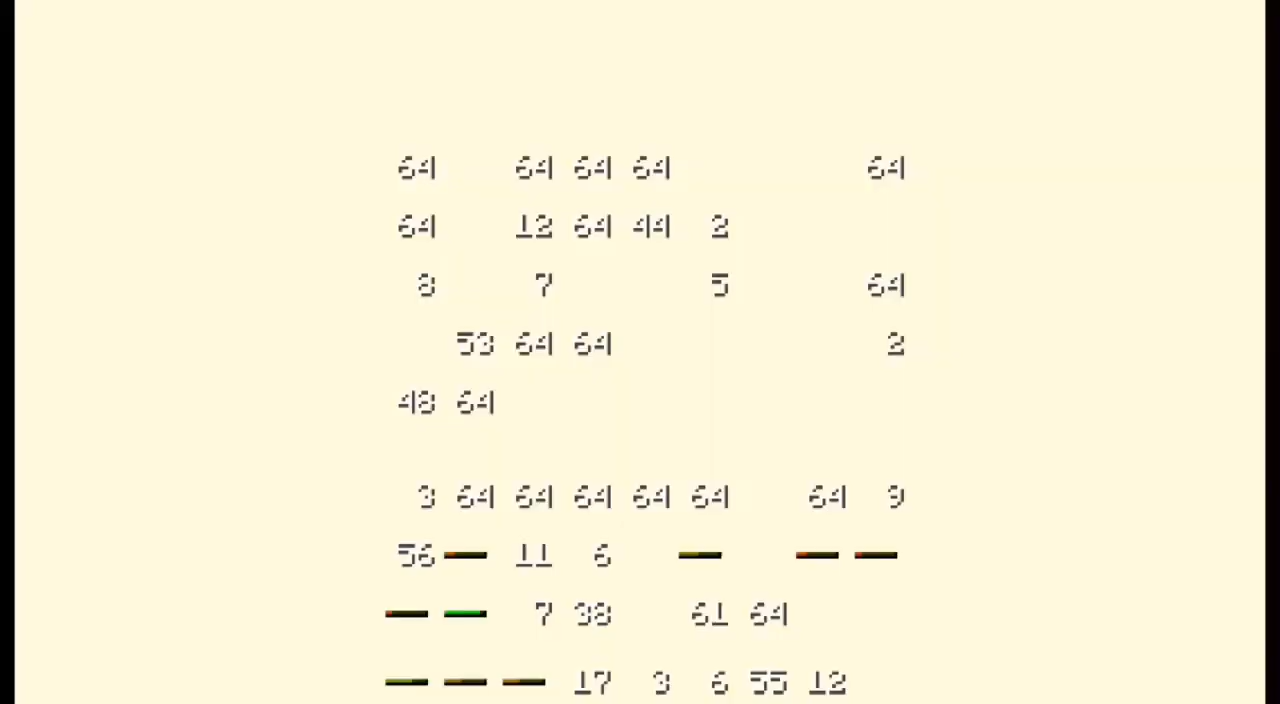 64 64 64 64 64
64 12 64 44 2
8 7 5 64
53 64 64 2
48 64
3 64 64 64 64 64 64 9
56 11 6
7 38 61 64
17 3 6 55 12